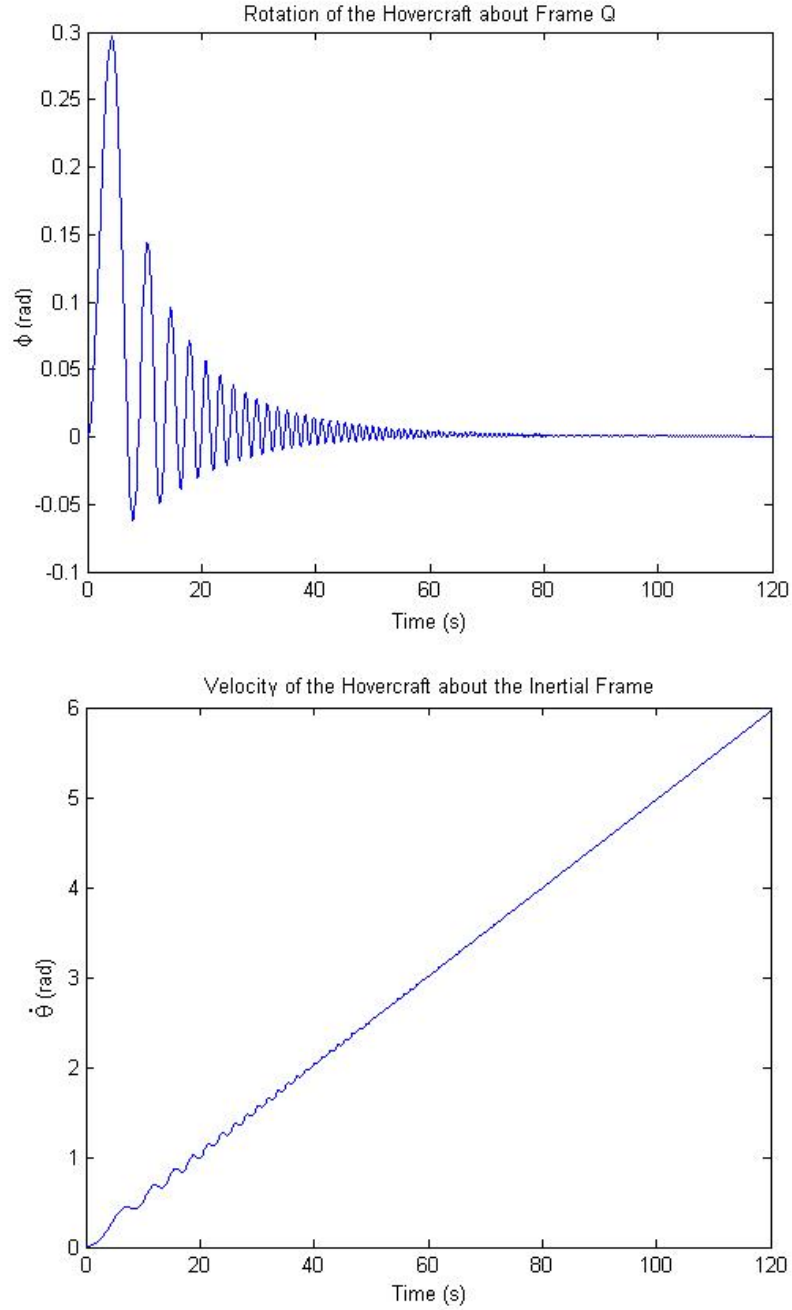 Rotation of the Hovercraft about Frame Q
0.3
0.25
0.2
0.15
0.1
0.05
0
-0.05
-0.1
ϕ (rad)
0 20 40 60 80 100 120
Time (s)
Velocity of the Hovercraft about the Inertial Frame
6
5
4
3
2
1
0
θ̇ (rad)
0 20 40 60 80 100 120
Time (s)